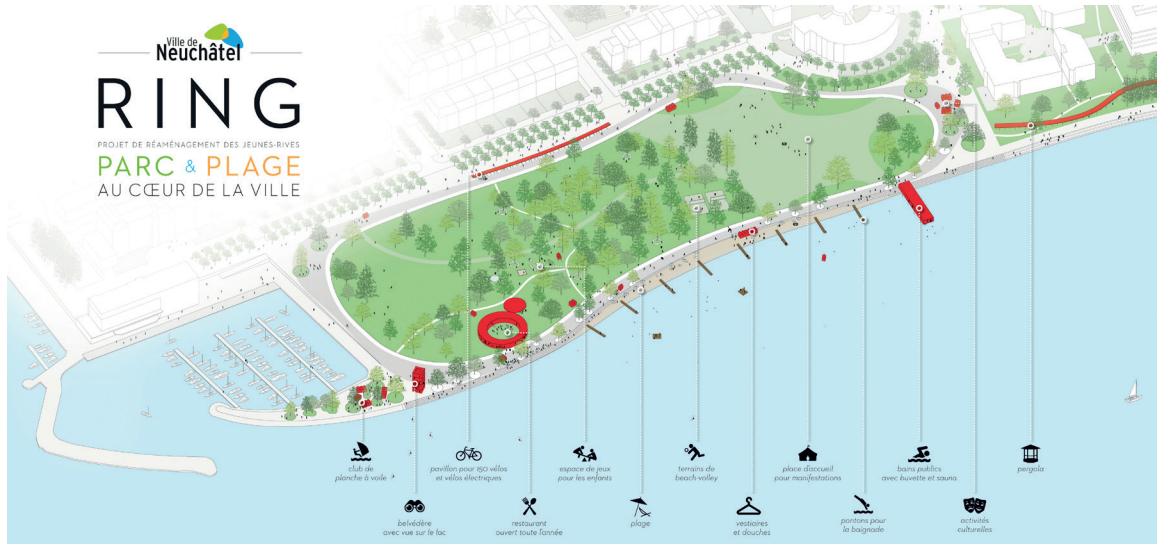 Ville de
Neuchâtel
RING
PROJET DE RÉAMÉNAGEMENT DES JEUNES-RIVES
PARC & PLAGE
AU CŒUR DE LA VILLE
club de
planche à voile
pavillon pour 150 vélos
et vélos électriques
espace de jeux
pour les enfants
terrains de
beach-volley
place d'accueil
pour manifestations
bains publics
avec buvette et sauna
pergola
belvédère
avec vue sur le lac
restaurant
ouvert toute l'année
plage
vestiaires
et douches
pontons pour
la baignade
activités
culturelles